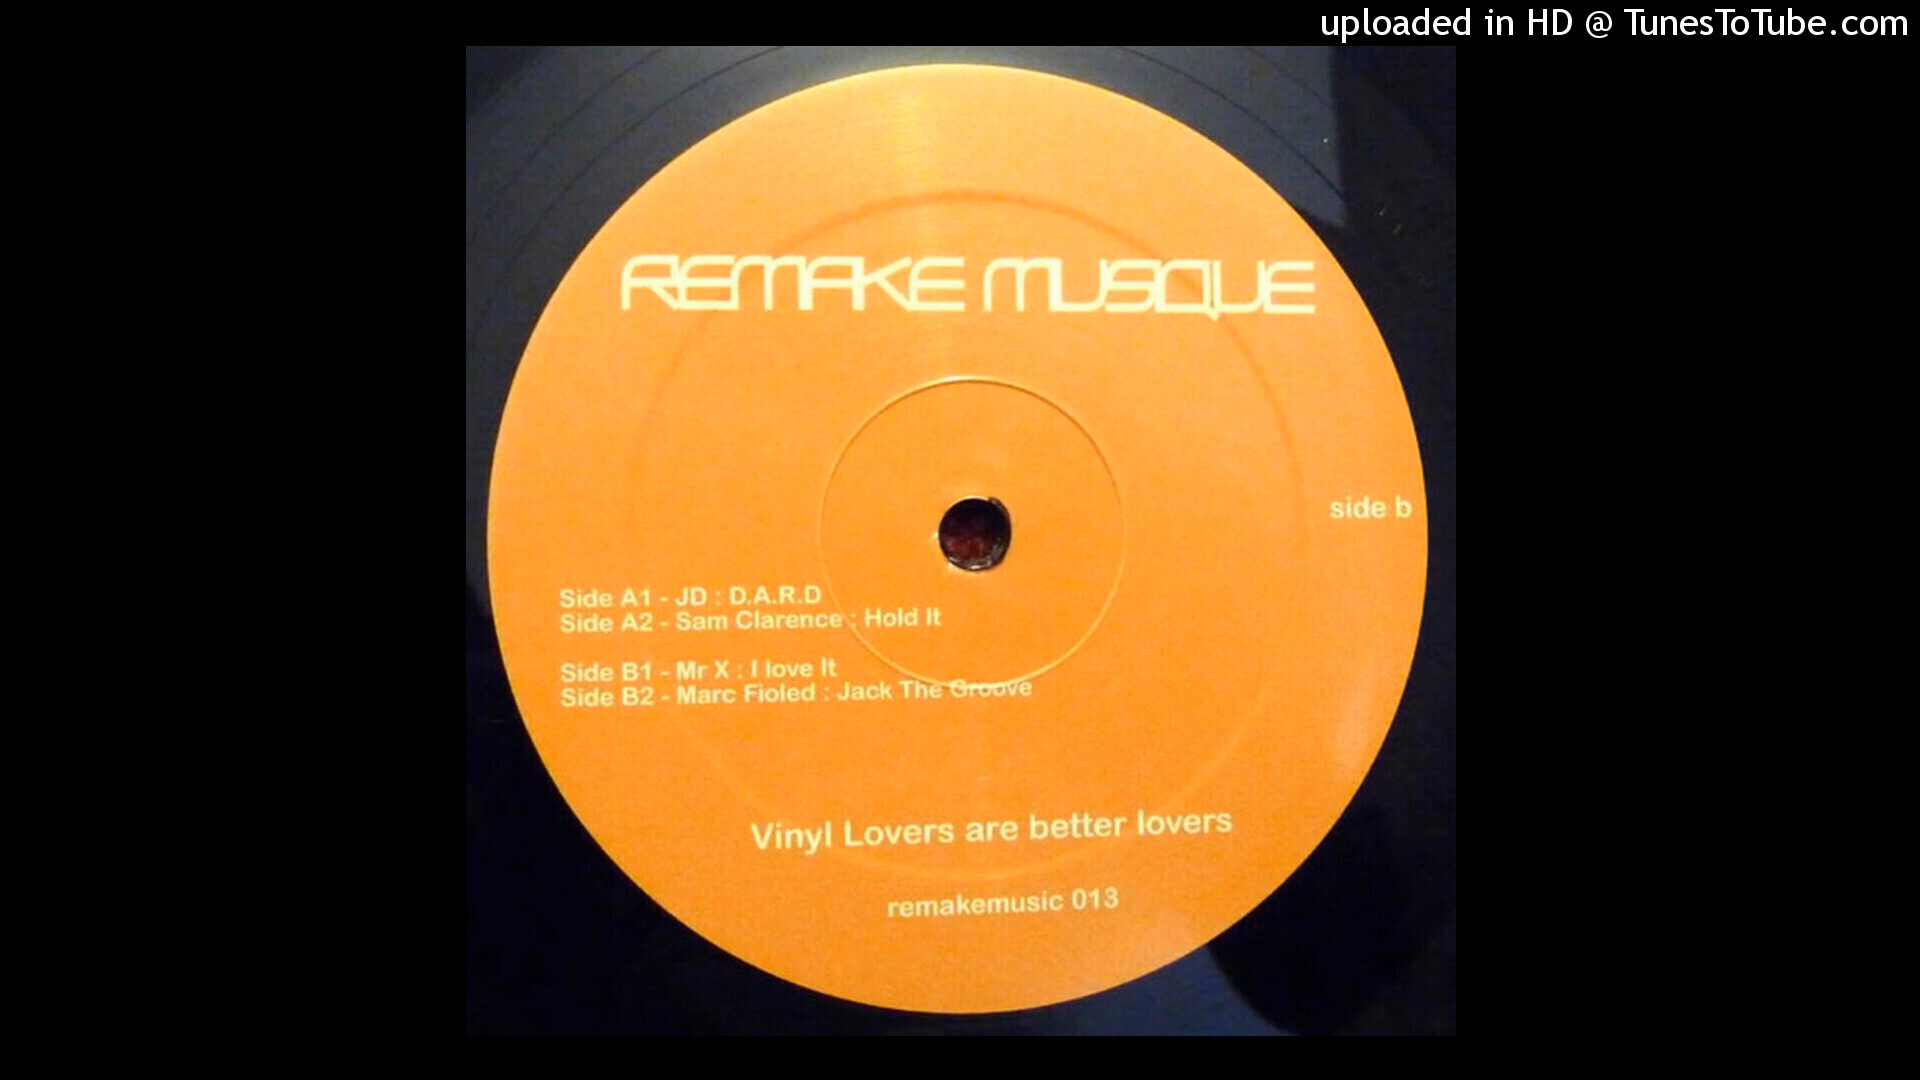 uploaded in HD @ TunesToTube.com
REMAKE MUSQUE
side b
Side A1 - JD : D.A.R.D
Side A2 - Sam Clarence : Hold It
Side B1 - Mr X : I love It
Side B2 - Marc Fioled : Jack The Groove
Vinyl Lovers are better lovers
remakemusic 013